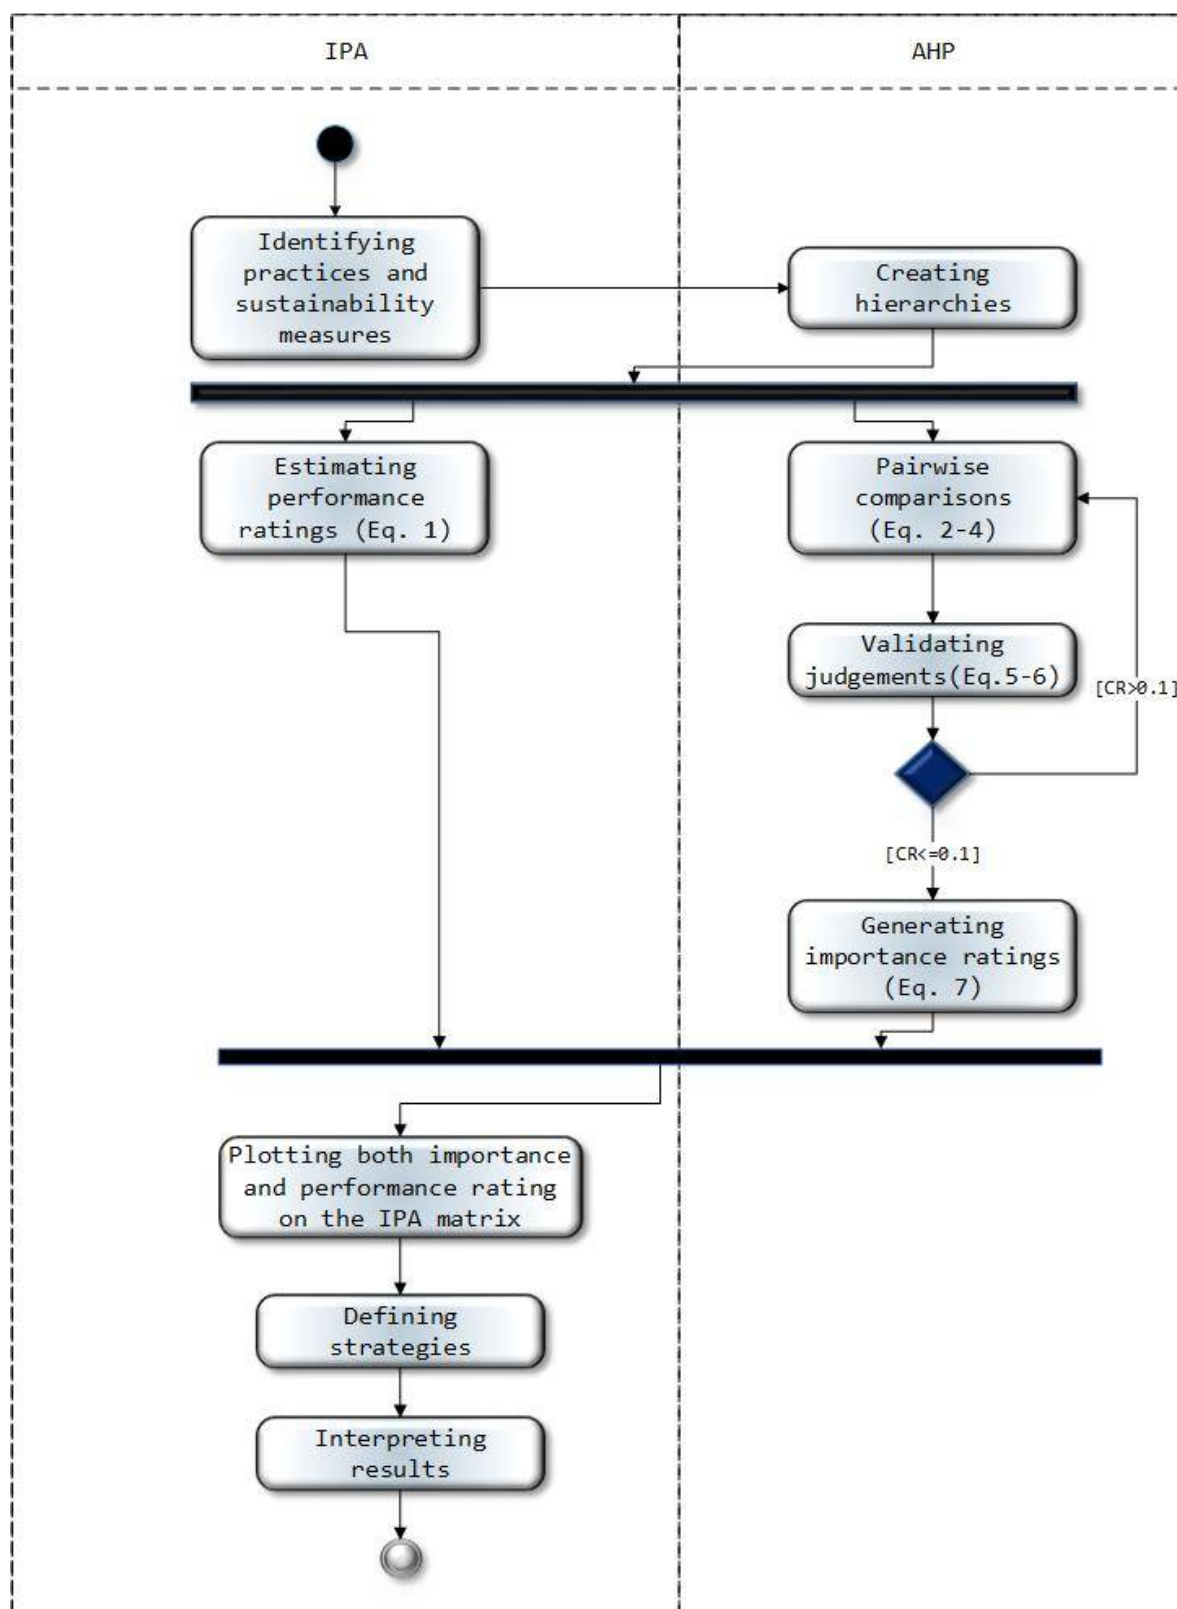 IPA
AHP
Identifying
practices and
sustainability
measures
Creating
hierarchies
Estimating
performance
ratings (Eq. 1)
Pairwise
comparisons
(Eq. 2-4)
Validating
judgements(Eq.5-6)
[CR>0.1]
[CR<=0.1]
Generating
importance ratings
(Eq. 7)
Plotting both importance
and performance rating
on the IPA matrix
Defining
strategies
Interpreting
results